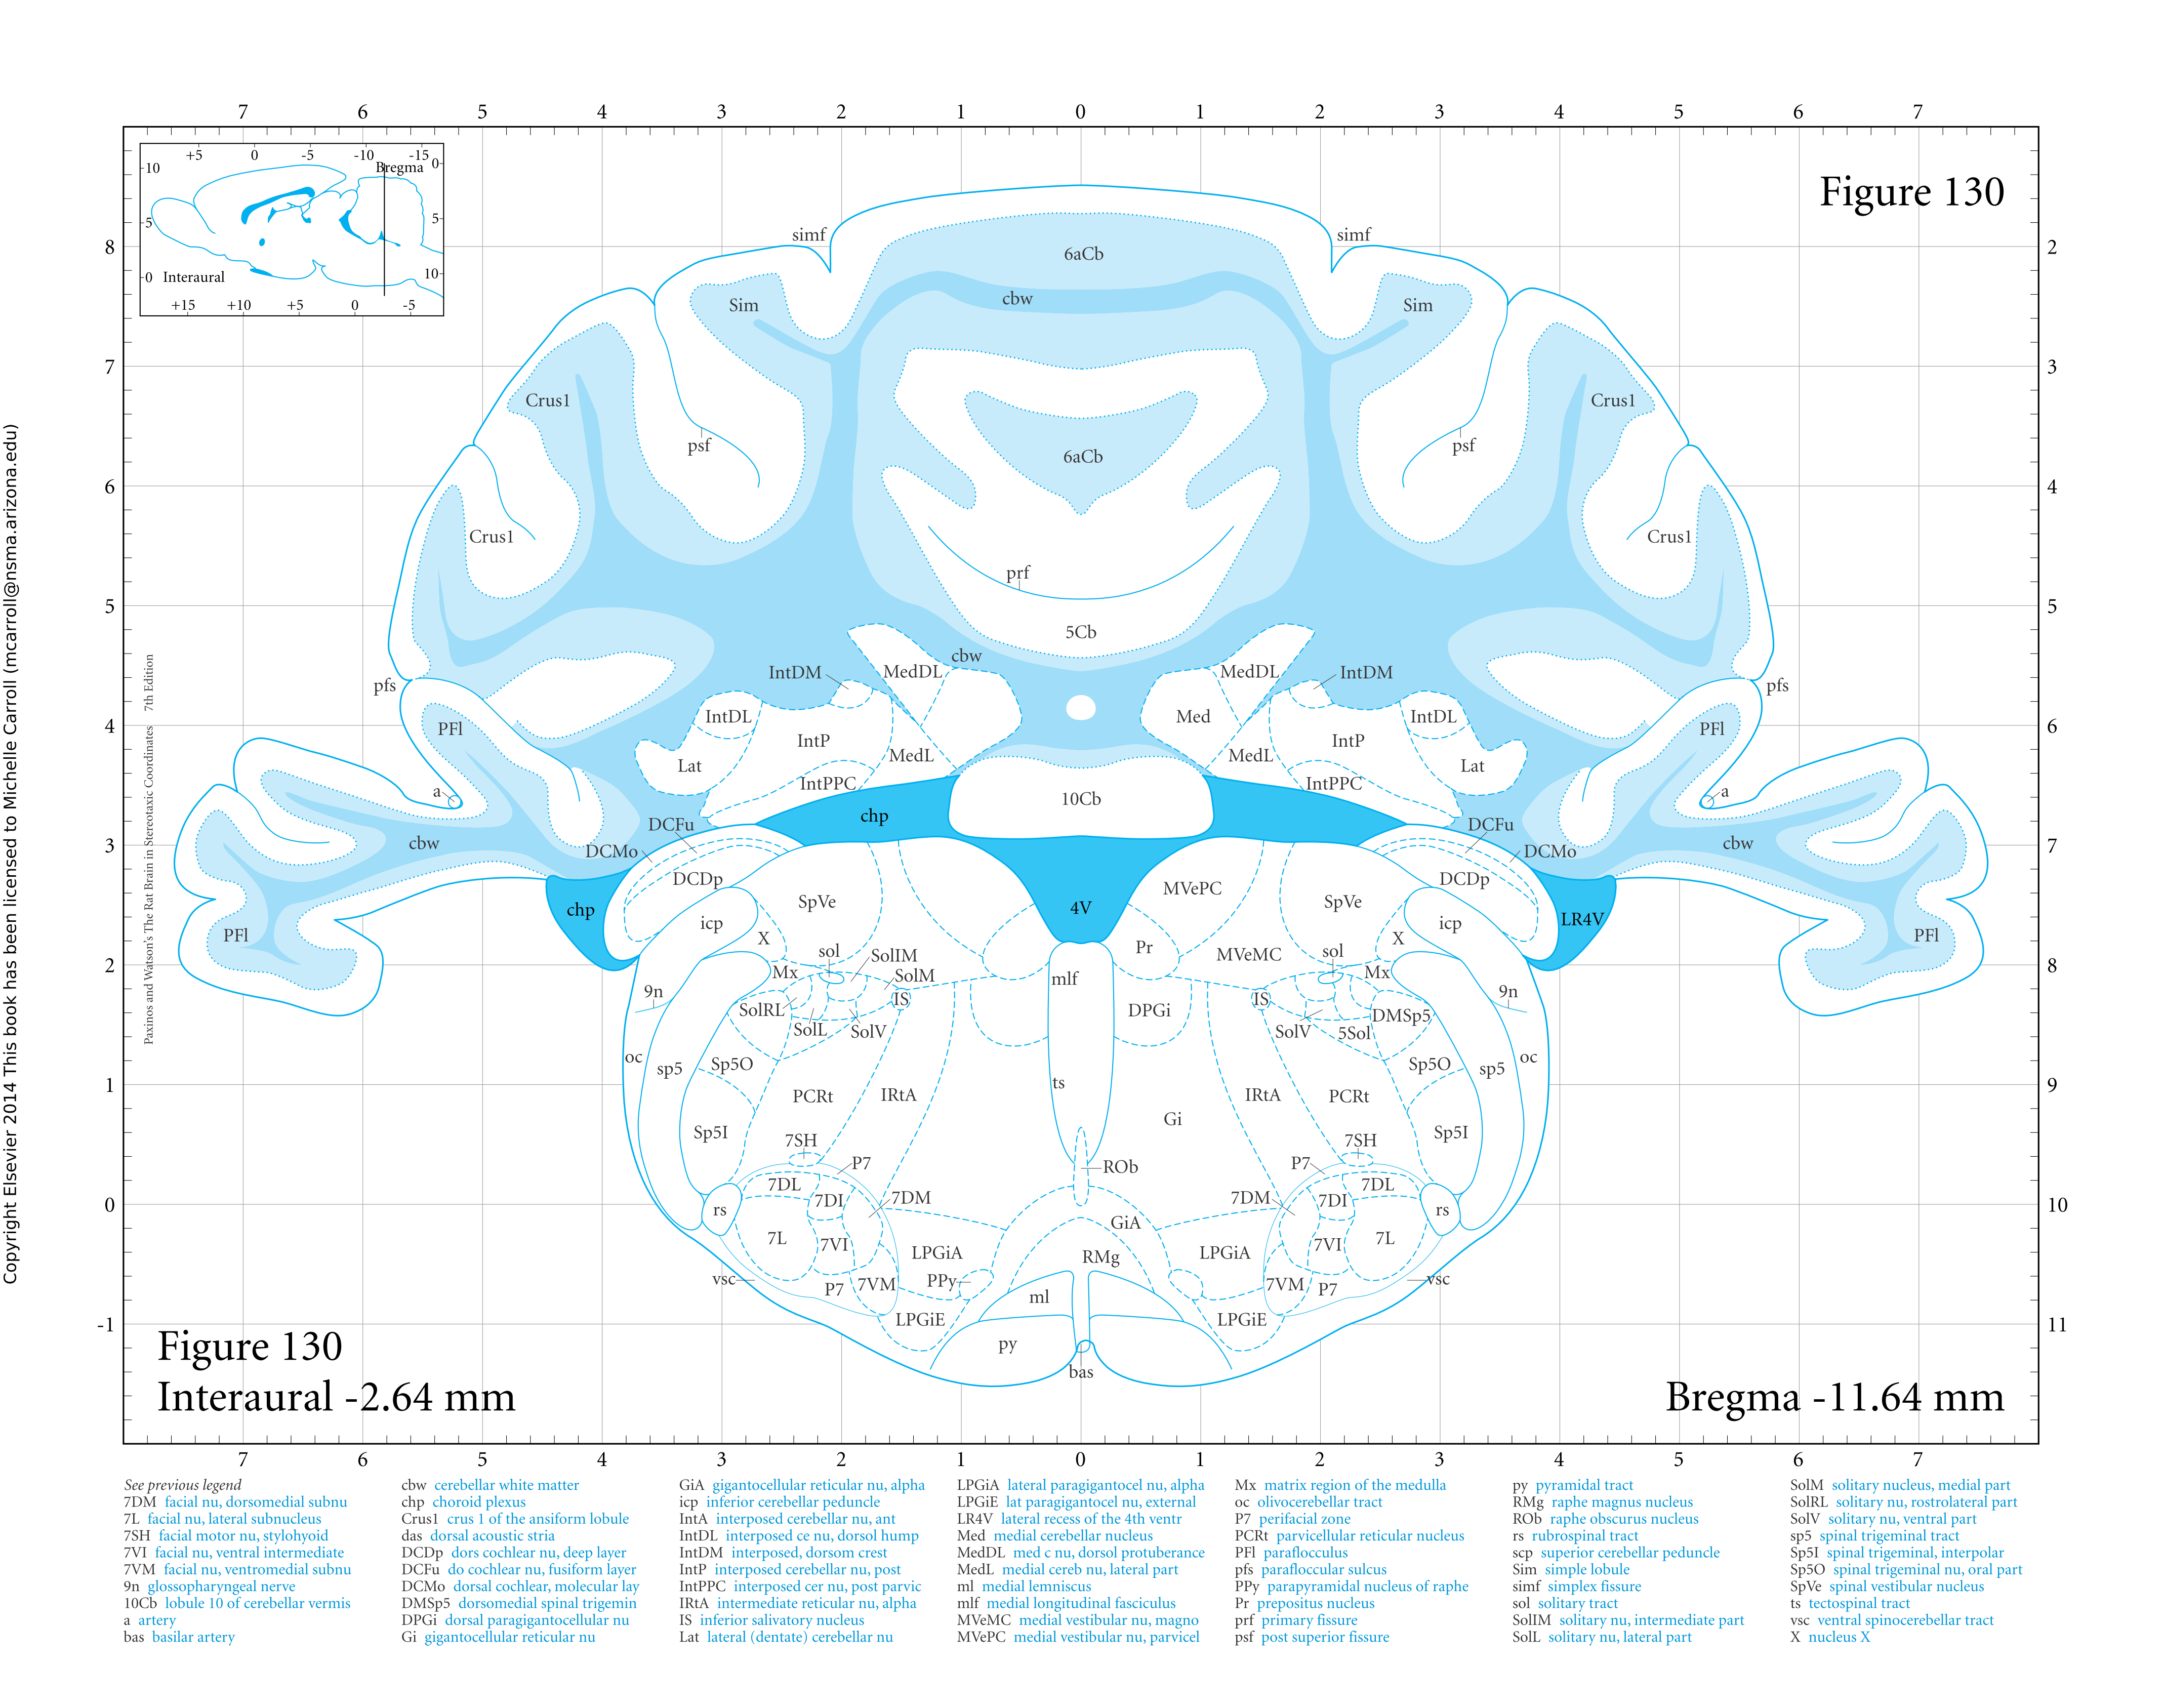 7 6 5 4 3 2 1 0 1 2 3 4 5 6 7
+5 0 -5 -10 -15
Bregma
10 0
5 5
0 Interaural 10
+15 +10 +5 0 -5
Figure 130
simf simf
8 2
6aCb
Sim cbw Sim
7 3
Crus1 Crus1
psf 6aCb psf
6 4
Crus1 Crus1
prf
5 5
5Cb
cbw
IntDM MedDL MedDL IntDM
pfs pfs
PFl IntDL Med IntDL PFl
4 6
IntP MedL MedL IntP
Lat Lat
IntPPC IntPPC
a 10Cb a
chp
DCFu DCFu
cbw DCMo DCMo cbw
3 7
DCDp MVePC DCDp
chp SpVe 4V SpVe LR4V
icp icp
PFl X Pr X PFl
sol SolIM MVeMC sol
2 8
Mx SolM mlf Mx
9n IS IS 9n
SolRL DPGi DMSp5
SolL SolV SolV 5Sol
oc sp5 Sp5O Sp5O sp5 oc
1 9
PCRt IRtA ts IRtA PCRt
Gi
Sp5I 7SH 7SH Sp5I
P7 ROb P7
7DL 7DI 7DM 7DM 7DI 7DL
0 10
rs GiA rs
7L 7VI LPGiA RMg LPGiA 7VI 7L
vsc P7 7VM PPy 7VM P7 vsc
ml
LPGiE LPGiE
-1 11
py
bas
Figure 130
Interaural -2.64 mm Bregma -11.64 mm
7 6 5 4 3 2 1 0 1 2 3 4 5 6 7
Copyright Elsevier 2014 This book has been licensed to Michelle Carroll (mcarroll@nsma.arizona.edu)
Paxinos and Watson's The Rat Brain in Stereotaxic Coordinates 7th Edition
See previous legend
7DM facial nu, dorsomedial subnu
7L facial nu, lateral subnucleus
7SH facial motor nu, stylohyoid
7VI facial nu, ventral intermediate
7VM facial nu, ventromedial subnu
9n glossopharyngeal nerve
10Cb lobule 10 of cerebellar vermis
a artery
bas basilar artery
cbw cerebellar white matter
chp choroid plexus
Crus1 crus 1 of the ansiform lobule
das dorsal acoustic stria
DCDp dors cochlear nu, deep layer
DCFu do cochlear nu, fusiform layer
DCMo dorsal cochlear, molecular lay
DMSp5 dorsomedial spinal trigemin
DPGi dorsal paragigantocellular nu
Gi gigantocellular reticular nu
GiA gigantocellular reticular nu, alpha
icp inferior cerebellar peduncle
IntA interposed cerebellar nu, ant
IntDL interposed ce nu, dorsol hump
IntDM interposed, dorsom crest
IntP interposed cerebellar nu, post
IntPPC interposed cer nu, post parvic
IRtA intermediate reticular nu, alpha
IS inferior salivatory nucleus
Lat lateral (dentate) cerebellar nu
LPGiA lateral paragigantocel nu, alpha
LPGiE lat paragigantocel nu, external
LR4V lateral recess of the 4th ventr
Med medial cerebellar nucleus
MedDL med c nu, dorsol protuberance
MedL medial cereb nu, lateral part
ml medial lemniscus
mlf medial longitudinal fasciculus
MVeMC medial vestibular nu, magno
MVePC medial vestibular nu, parvicel
Mx matrix region of the medulla
oc olivocerebellar tract
P7 perifacial zone
PCRt parvicellular reticular nucleus
PFl paraflocculus
pfs parafloccular sulcus
PPy parapyramidal nucleus of raphe
Pr prepositus nucleus
prf primary fissure
psf post superior fissure
py pyramidal tract
RMg raphe magnus nucleus
ROb raphe obscurus nucleus
rs rubrospinal tract
scp superior cerebellar peduncle
Sim simple lobule
simf simplex fissure
sol solitary tract
SolIM solitary nu, intermediate part
SolL solitary nu, lateral part
SolM solitary nucleus, medial part
SolRL solitary nu, rostrolateral part
SolV solitary nu, ventral part
sp5 spinal trigeminal tract
Sp5I spinal trigeminal, interpolar
Sp5O spinal trigeminal nu, oral part
SpVe spinal vestibular nucleus
ts tectospinal tract
vsc ventral spinocerebellar tract
X nucleus X